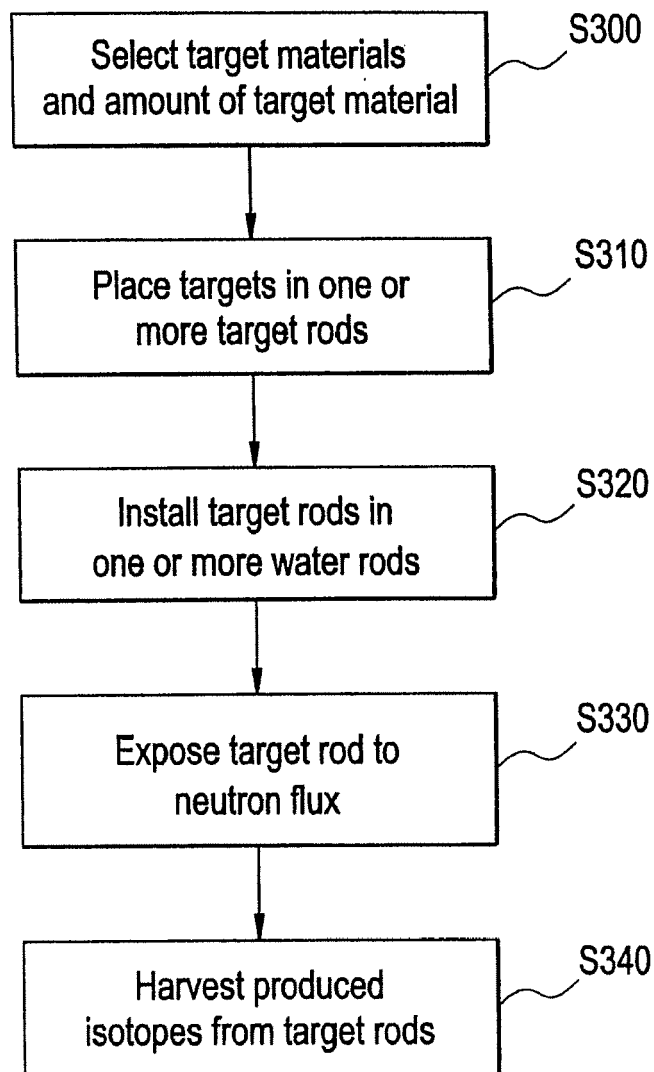 Select target materials
and amount of target material
S300
Place targets in one or
more target rods
S310
Install target rods in
one or more water rods
S320
Expose target rod to
neutron flux
S330
Harvest produced
isotopes from target rods
S340